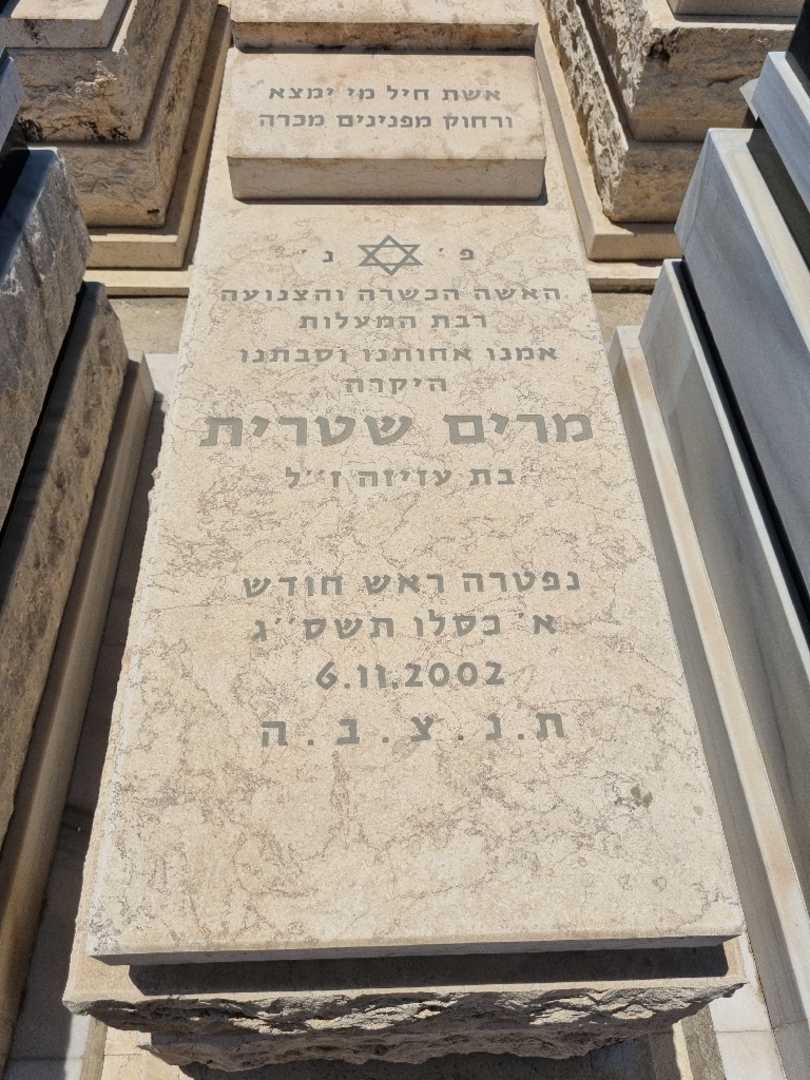 אשת חיל מי ימצא
ורחוק מפנינים מכרה
פ' נ'
האשה הכשרה והצנועה
רבת המעלות
אמנו אחותנו וסבתנו
היקרה
מרים שטרית
בת עזיזה ז''ל
נפטרה ראש חודש
א' כסלו תשס''ג
6.11.2002
ת.נ.צ.ב.ה